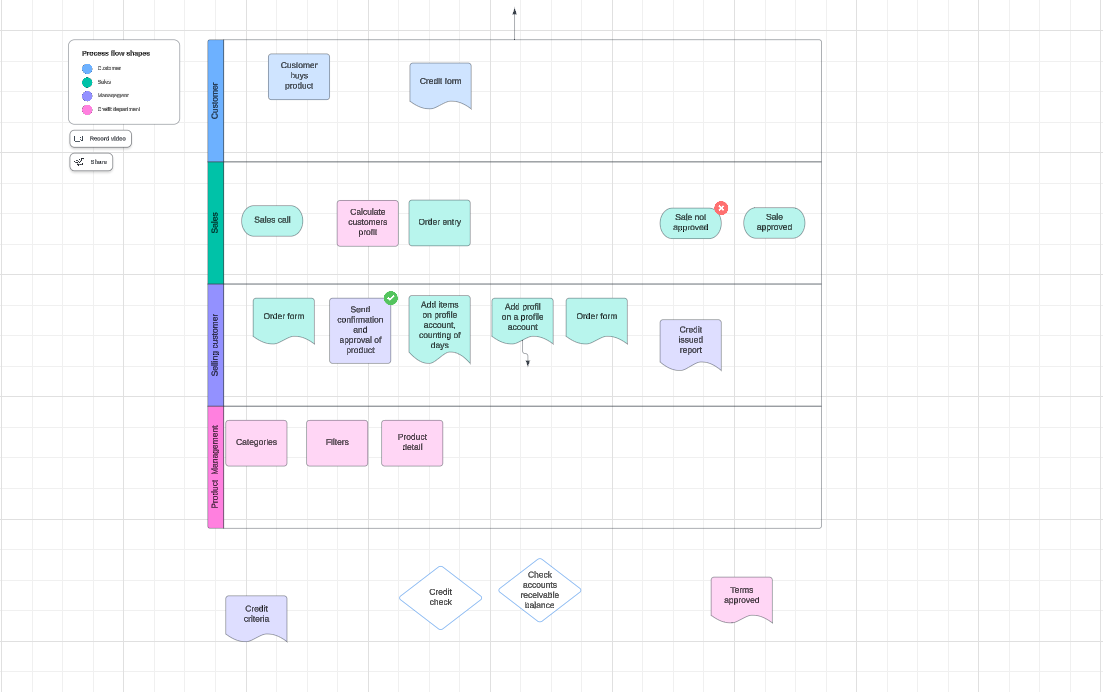 Process flow shapes
Customer
Sales
Management
Credit department
Record video
Share
Customer
Customer
buys
product
Credit form
Sales
Sales call
Calculate
customers
profil
Order entry
Sale not
approved
Sale
approved
Selling customer
Order form
Send
confirmation
and
approval of
product
Add items
on profile
account,
counting of
days
Add profil
on a profile
account
Order form
Credit
issued
report
Product Management
Categories
Filters
Product
detail
Credit
criteria
Credit
check
Check
accounts
receivable
balance
Terms
approved